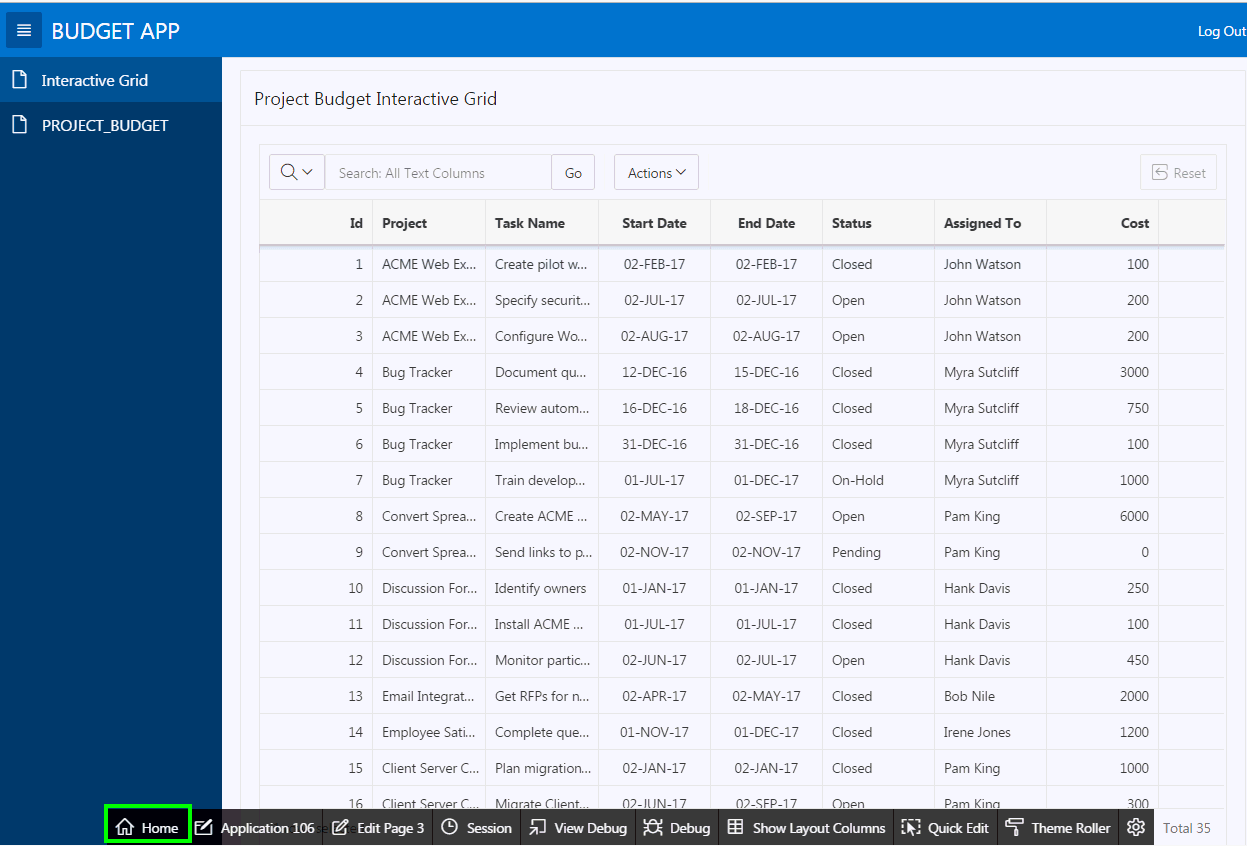 BUDGET APP
Log Out
Interactive Grid
PROJECT_BUDGET
Project Budget Interactive Grid
Search: All Text Columns Go Actions Reset
Id Project Task Name Start Date End Date Status Assigned To Cost
1 ACME Web Ex... Create pilot w... 02-FEB-17 02-FEB-17 Closed John Watson 100
2 ACME Web Ex... Specify securit... 02-JUL-17 02-JUL-17 Open John Watson 200
3 ACME Web Ex... Configure Wo... 02-AUG-17 02-AUG-17 Open John Watson 200
4 Bug Tracker Document qu... 12-DEC-16 15-DEC-16 Closed Myra Sutcliff 3000
5 Bug Tracker Review autom... 16-DEC-16 18-DEC-16 Closed Myra Sutcliff 750
6 Bug Tracker Implement bu... 31-DEC-16 31-DEC-16 Closed Myra Sutcliff 100
7 Bug Tracker Train develop... 01-JUL-17 01-DEC-17 On-Hold Myra Sutcliff 1000
8 Convert Sprea... Create ACME ... 02-MAY-17 02-SEP-17 Open Pam King 6000
9 Convert Sprea... Send links to p... 02-NOV-17 02-NOV-17 Pending Pam King 0
10 Discussion For... Identify owners 01-JAN-17 01-JAN-17 Closed Hank Davis 250
11 Discussion For... Install ACME ... 01-JUL-17 01-JUL-17 Closed Hank Davis 100
12 Discussion For... Monitor partic... 02-JUN-17 02-JUL-17 Open Hank Davis 450
13 Email Integrat... Get RFPs for n... 02-APR-17 02-MAY-17 Closed Bob Nile 2000
14 Employee Sati... Complete que... 01-NOV-17 01-DEC-17 Closed Irene Jones 1200
15 Client Server C... Plan migration... 02-JAN-17 02-JAN-17 Closed Pam King 1000
16 Client Server C... Migrate Client... 02-JUN-17 02-SEP-17 Open Pam King 300
Home Application 106 Edit Page 3 Session View Debug Debug Show Layout Columns Quick Edit Theme Roller Total 35